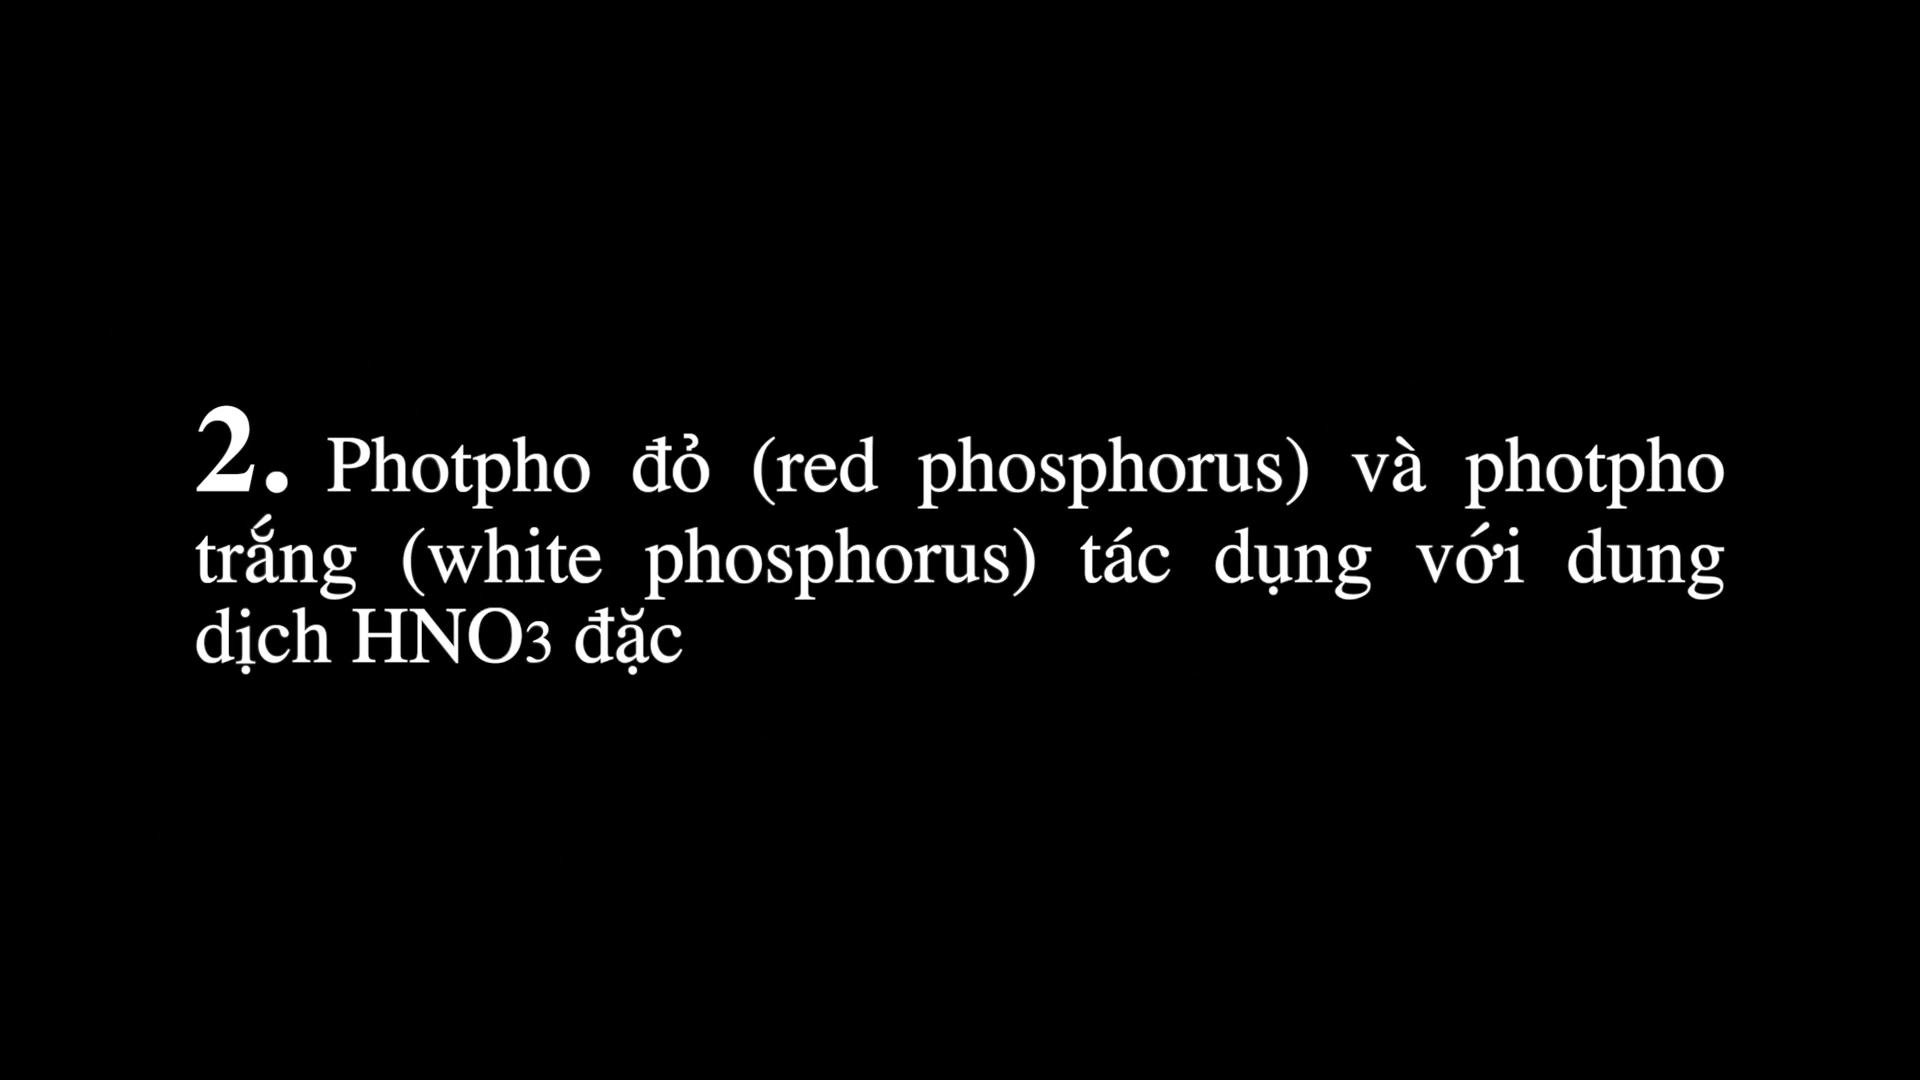 2. Photpho đỏ (red phosphorus) và photpho
trắng (white phosphorus) tác dụng với dung
dịch HNO3 đặc